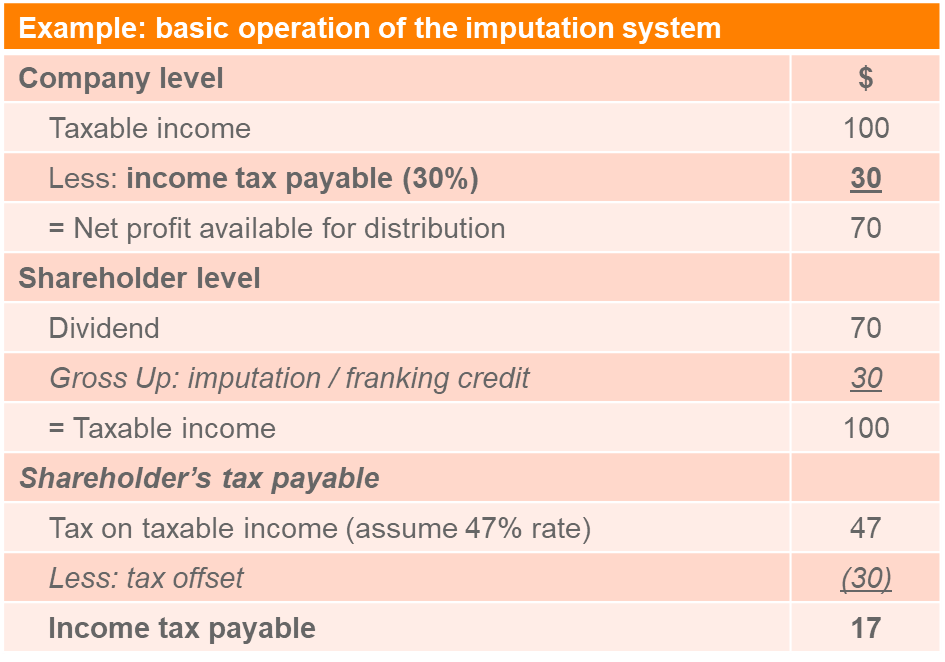 Example: basic operation of the imputation system
Company level $
Taxable income 100
Less: income tax payable (30%) 30
= Net profit available for distribution 70
Shareholder level
Dividend 70
Gross Up: imputation / franking credit 30
= Taxable income 100
Shareholder’s tax payable
Tax on taxable income (assume 47% rate) 47
Less: tax offset (30)
Income tax payable 17